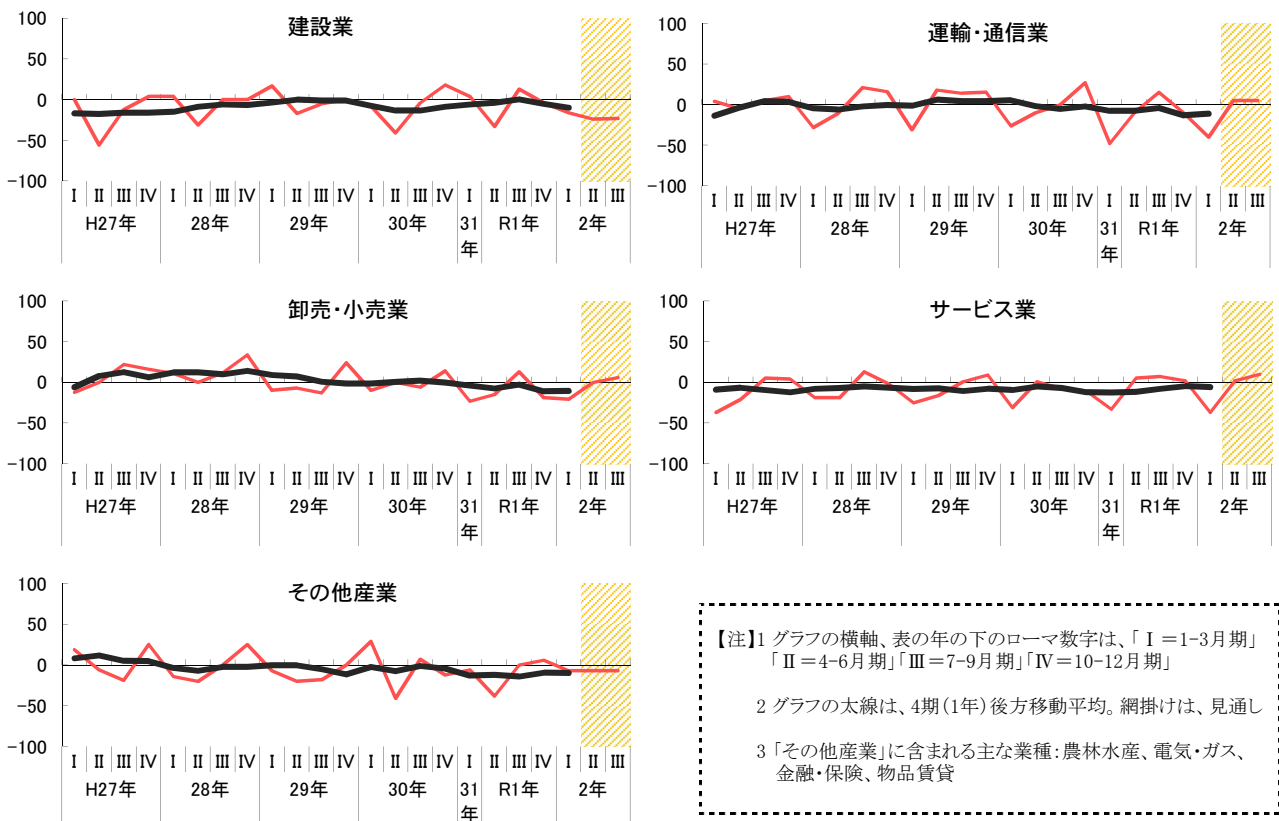 建設業
100
50
0
-50
-100
Ⅰ Ⅱ Ⅲ Ⅳ Ⅰ Ⅱ Ⅲ Ⅳ Ⅰ Ⅱ Ⅲ Ⅳ Ⅰ Ⅱ Ⅲ Ⅳ Ⅰ Ⅱ Ⅲ Ⅳ Ⅰ Ⅱ Ⅲ
H27年 28年 29年 30年 31年 R1年 2年
運輸・通信業
100
50
0
-50
-100
Ⅰ Ⅱ Ⅲ Ⅳ Ⅰ Ⅱ Ⅲ Ⅳ Ⅰ Ⅱ Ⅲ Ⅳ Ⅰ Ⅱ Ⅲ Ⅳ Ⅰ Ⅱ Ⅲ Ⅳ Ⅰ Ⅱ Ⅲ
H27年 28年 29年 30年 31年 R1年 2年
卸売・小売業
100
50
0
-50
-100
Ⅰ Ⅱ Ⅲ Ⅳ Ⅰ Ⅱ Ⅲ Ⅳ Ⅰ Ⅱ Ⅲ Ⅳ Ⅰ Ⅱ Ⅲ Ⅳ Ⅰ Ⅱ Ⅲ Ⅳ Ⅰ Ⅱ Ⅲ
H27年 28年 29年 30年 31年 R1年 2年
サービス業
100
50
0
-50
-100
Ⅰ Ⅱ Ⅲ Ⅳ Ⅰ Ⅱ Ⅲ Ⅳ Ⅰ Ⅱ Ⅲ Ⅳ Ⅰ Ⅱ Ⅲ Ⅳ Ⅰ Ⅱ Ⅲ Ⅳ Ⅰ Ⅱ Ⅲ
H27年 28年 29年 30年 31年 R1年 2年
その他産業
100
50
0
-50
-100
Ⅰ Ⅱ Ⅲ Ⅳ Ⅰ Ⅱ Ⅲ Ⅳ Ⅰ Ⅱ Ⅲ Ⅳ Ⅰ Ⅱ Ⅲ Ⅳ Ⅰ Ⅱ Ⅲ Ⅳ Ⅰ Ⅱ Ⅲ
H27年 28年 29年 30年 31年 R1年 2年
【注】1 グラフの横軸、表の年の下のローマ数字は、「Ⅰ=1-3月期」
「Ⅱ=4-6月期」「Ⅲ=7-9月期」「Ⅳ=10-12月期」
2 グラフの太線は、4期(1年)後方移動平均。網掛けは、見通し
3 「その他産業」に含まれる主な業種:農林水産、電気・ガス、
金融・保険、物品賃貸